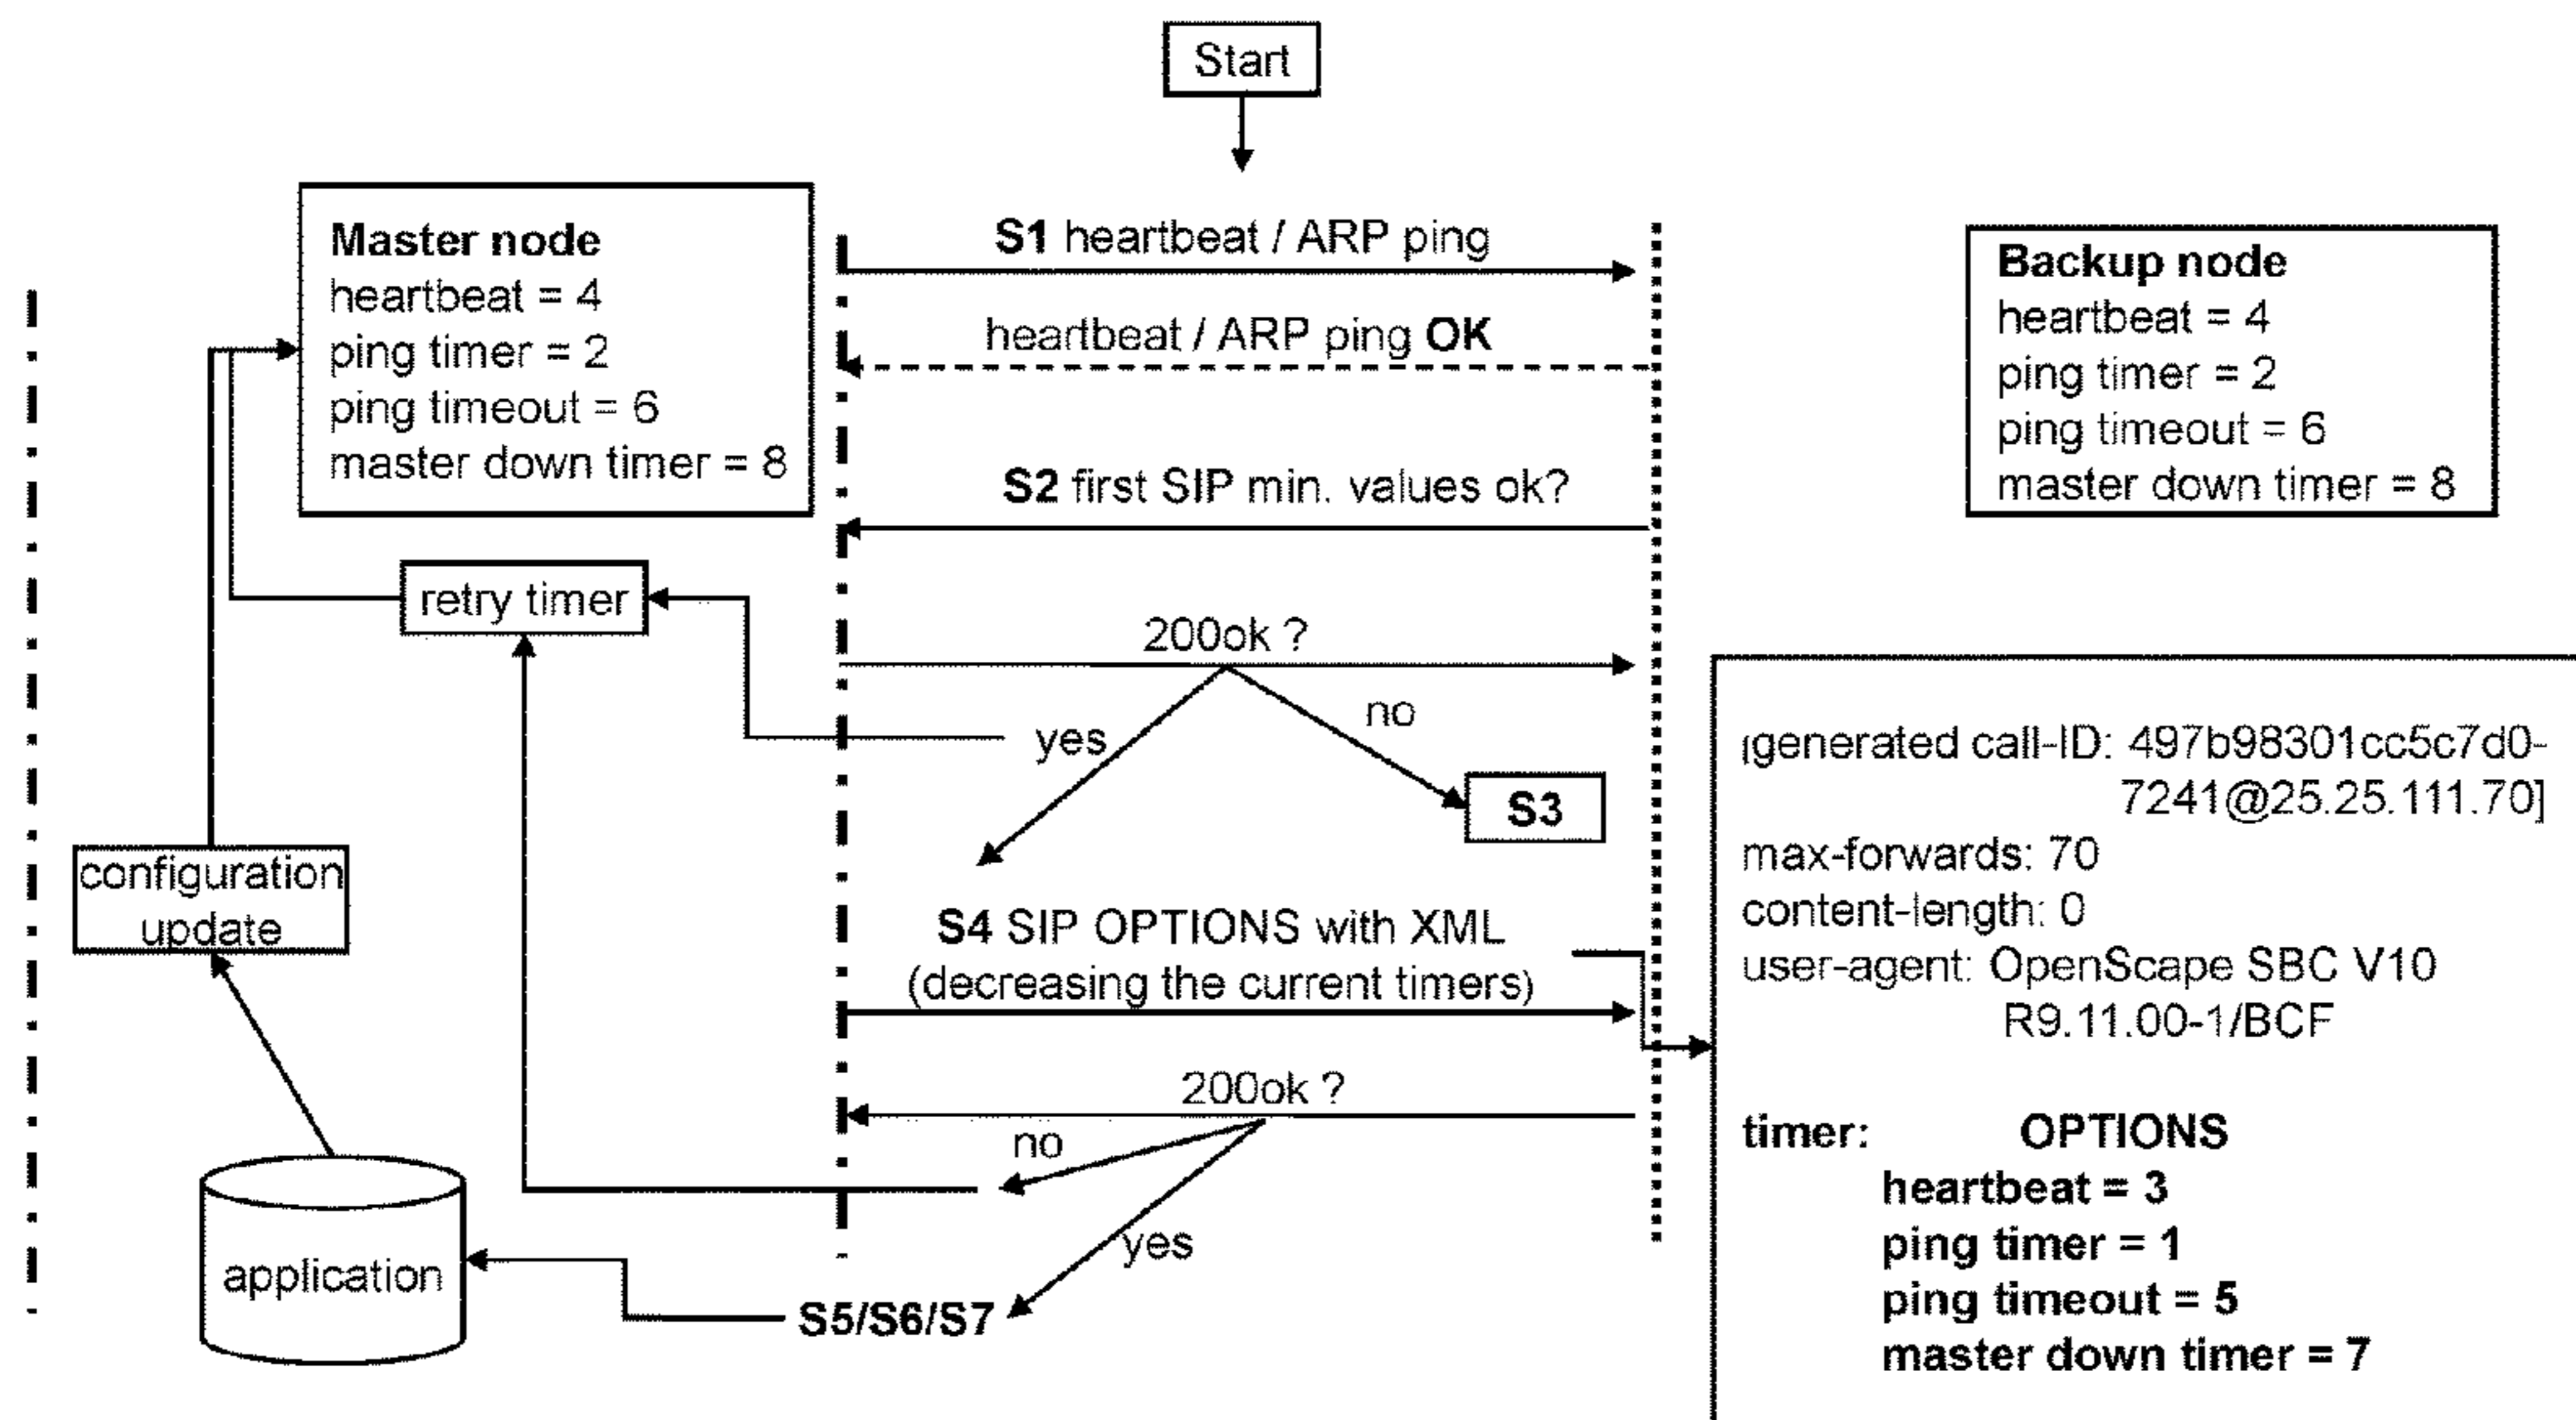 Start
Master node
heartbeat = 4
ping timer = 2
ping timeout = 6
master down timer = 8
S1 heartbeat / ARP ping
heartbeat / ARP ping OK
S2 first SIP min. values ok?
Backup node
heartbeat = 4
ping timer = 2
ping timeout = 6
master down timer = 8
retry timer
200ok ?
yes
no
S3
configuration
update
S4 SIP OPTIONS with XML
(decreasing the current timers)
200ok ?
no
yes
S5/S6/S7
application
[generated call-ID: 497b98301cc5c7d0-
7241@25.25.111.70]
max-forwards: 70
content-length: 0
user-agent: OpenScape SBC V10
R9.11.00-1/BCF
timer: OPTIONS
heartbeat = 3
ping timer = 1
ping timeout = 5
master down timer = 7